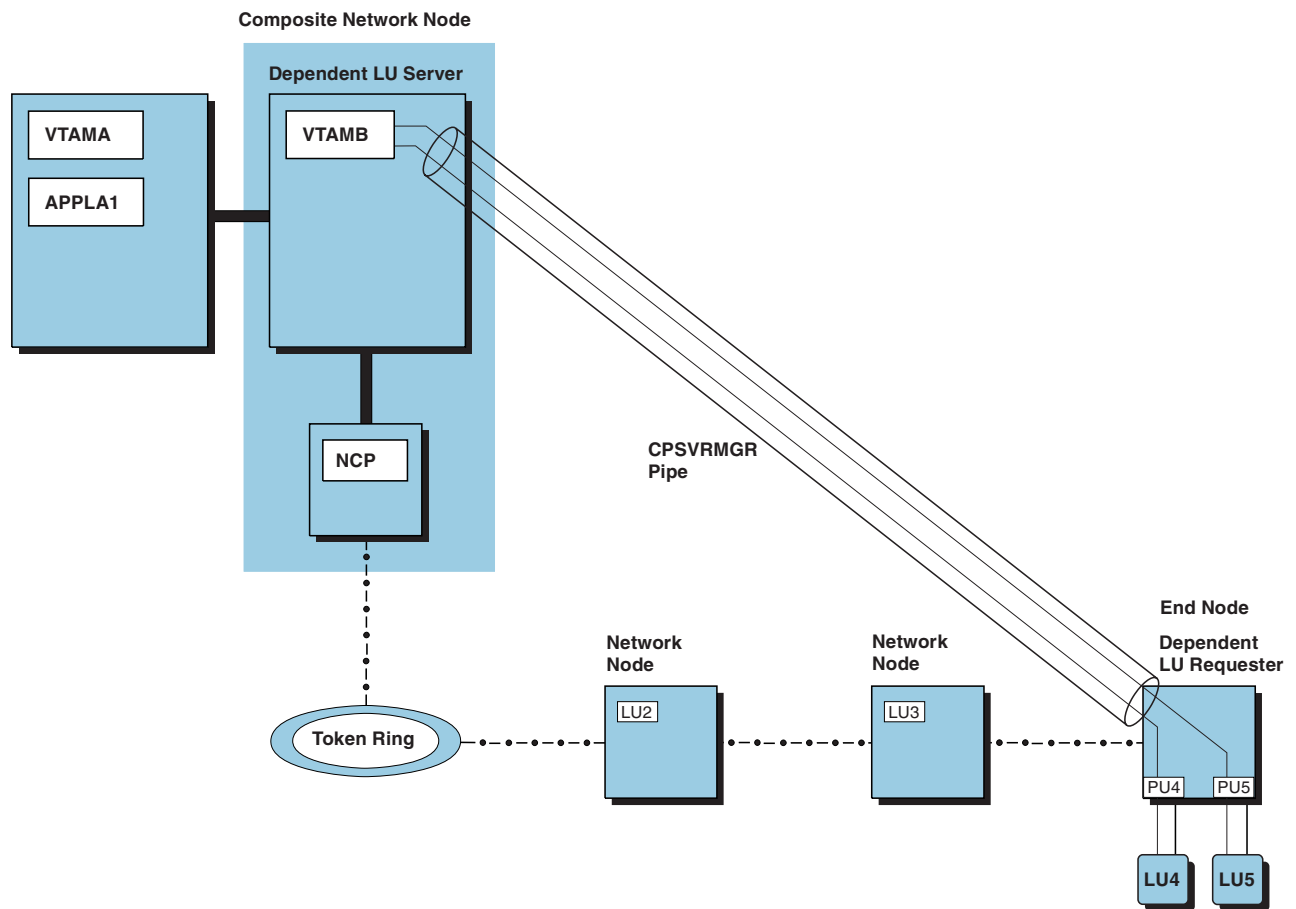 Composite Network Node
Dependent LU Server
VTAMA
APPLA1
VTAMB
NCP
CPSVRMGR
Pipe
Token Ring
Network
Node
LU2
Network
Node
LU3
End Node
Dependent
LU Requester
PU4
PU5
LU4
LU5